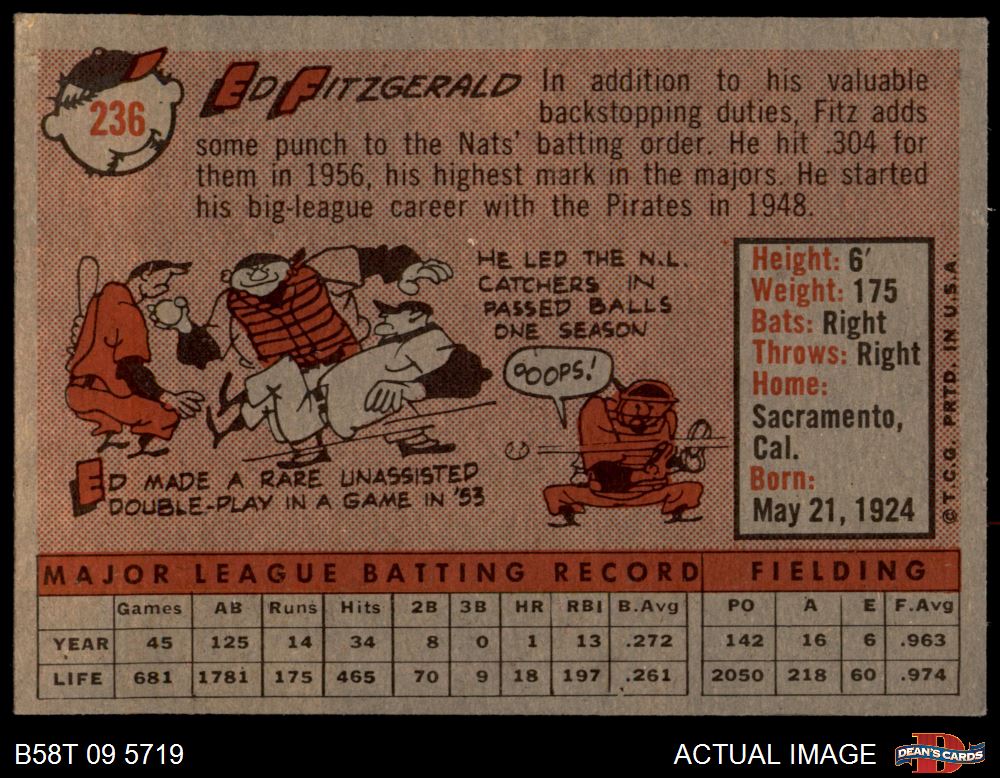 236
ED FITZGERALD
In addition to his valuable
backstopping duties, Fitz adds
some punch to the Nats' batting order. He hit .304 for
them in 1956, his highest mark in the majors. He started
his big-league career with the Pirates in 1948.
HE LED THE N.L.
CATCHERS IN
PASSED BALLS
ONE SEASON
OOOPS!
ED MADE A RARE UNASSISTED
DOUBLE-PLAY IN A GAME IN '53
Height: 6'
Weight: 175
Bats: Right
Throws: Right
Home:
Sacramento,
Cal.
Born:
May 21, 1924
© T.C.G. PRTD. IN U.S.A.
MAJOR LEAGUE BATTING RECORD FIELDING
Games AB Runs Hits 2B 3B HR RBI B.Avg PO A E F.Avg
YEAR 45 125 14 34 8 0 1 13 .272 142 16 6 .963
LIFE 681 1781 175 465 70 9 18 197 .261 2050 218 60 .974
B58T 09 5719 ACTUAL IMAGE DEAN'S CARDS